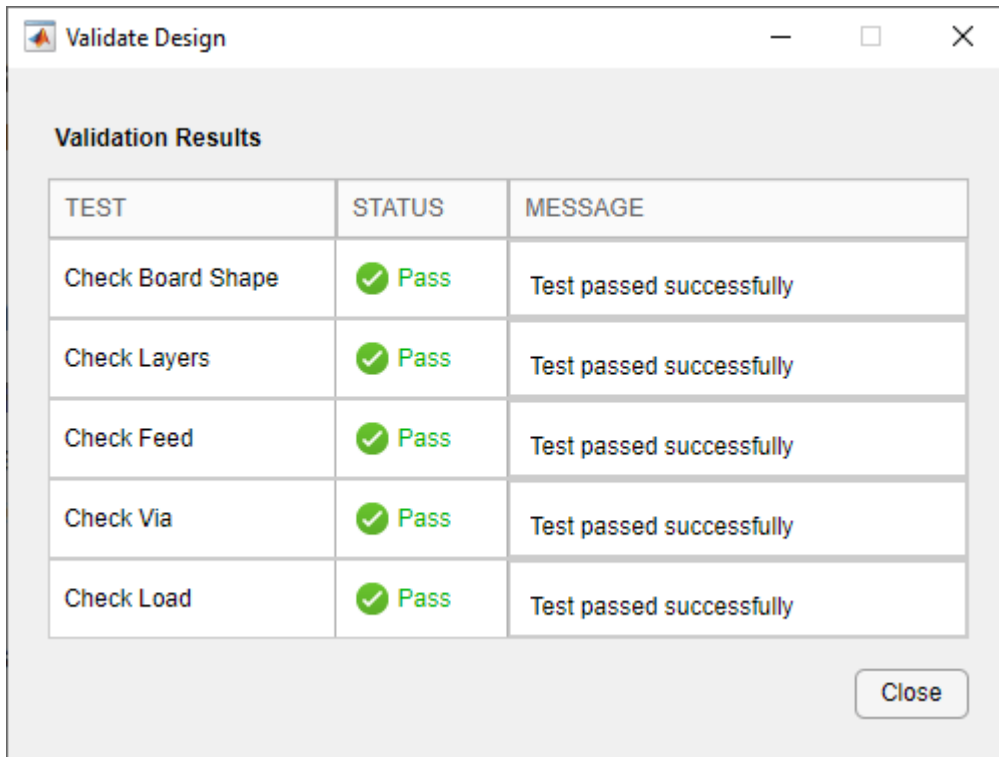 Validate Design
Validation Results
TEST STATUS MESSAGE
Check Board Shape Pass Test passed successfully
Check Layers Pass Test passed successfully
Check Feed Pass Test passed successfully
Check Via Pass Test passed successfully
Check Load Pass Test passed successfully
Close